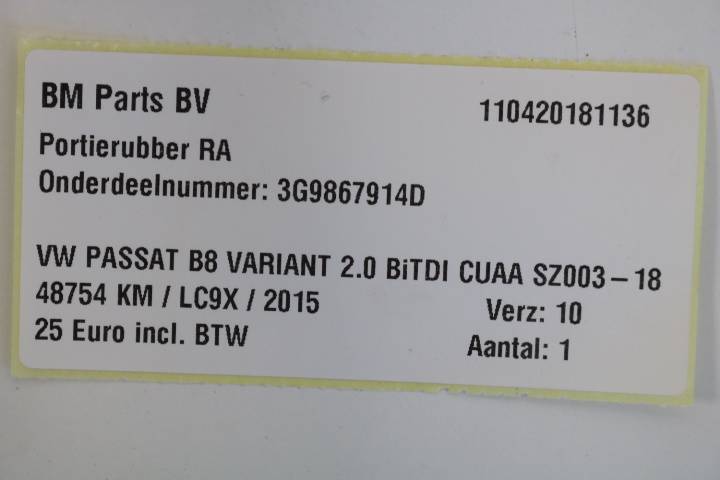 BM Parts BV 110420181136
Portierubber RA
Onderdeelnummer: 3G9867914D
VW PASSAT B8 VARIANT 2.0 BiTDI CUAA SZ003-18
48754 KM / LC9X / 2015 Verz: 10
25 Euro incl. BTW Aantal: 1